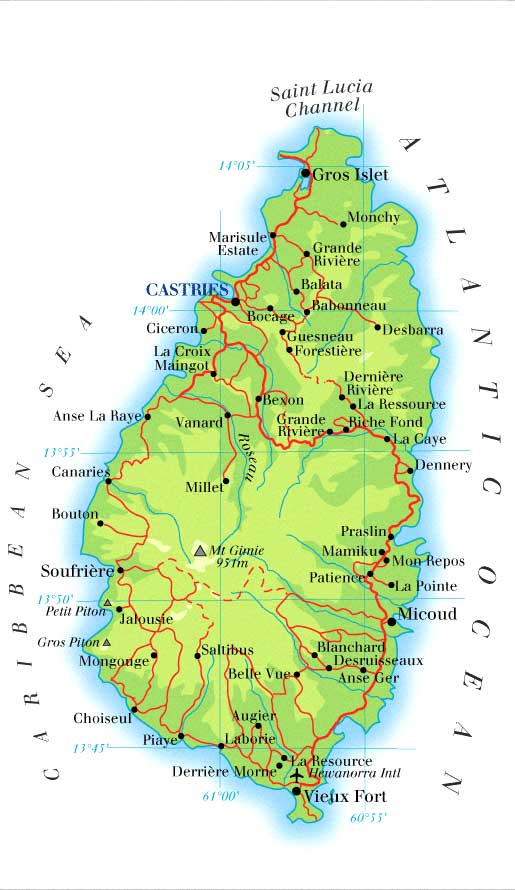 Saint Lucia
Channel
ATLANTIC OCEAN
CARIBBEAN SEA
14°05'
Gros Islet
Monchy
Marisule
Estate
Grande
Rivière
Balata
CASTRIES
14°00'
Bocage
Babonneau
Ciceron
Guesneau
Desbarra
Forestière
La Croix
Maingot
Dernière
Rivière
Bexon
La Ressource
Anse La Raye
Vanard
Grande
Rivière
Riche Fond
La Caye
Roseau
13°55'
Dennery
Canaries
Millet
Bouton
Praslin
Mt Gimie
951m
Mamiku
Mon Repos
Soufrière
Patience
La Pointe
13°50'
Petit Piton
Jalousie
Micoud
Gros Piton
Mongouge
Saltibus
Blanchard
Desruisseaux
Belle Vue
Anse Ger
Choiseul
Augier
Piaye
Laborie
13°45'
La Resource
Derrière Morne
Hewanorra Intl
61°00'
Vieux Fort
60°55'